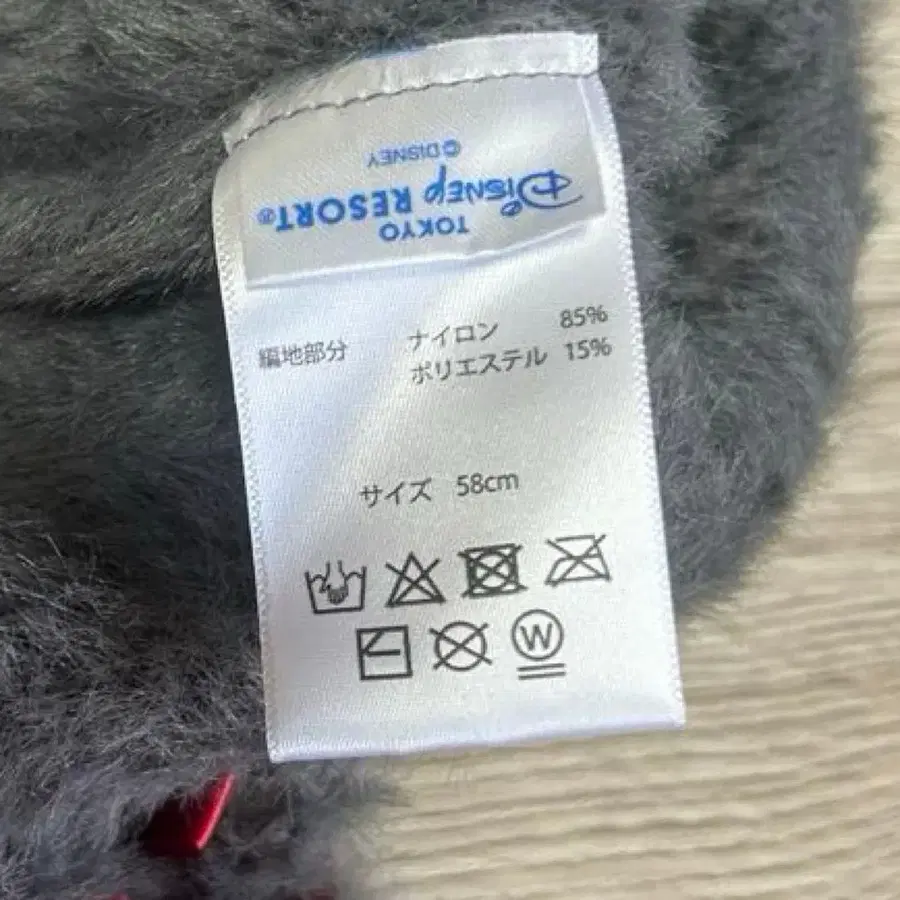 TOKYO
Disney RESORT®
©DISNEY
編地部分 ナイロン 85%
ポリエステル 15%
サイズ 58cm
W